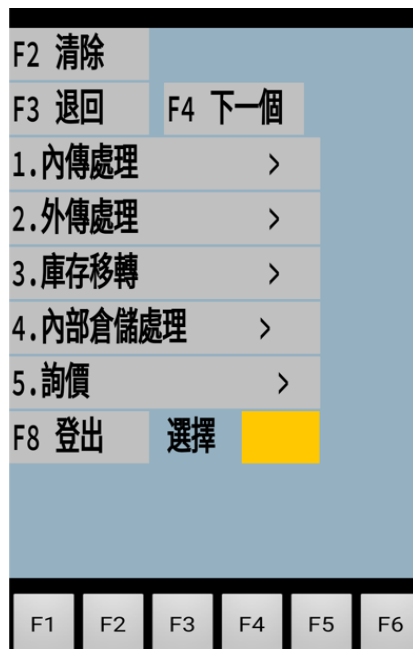 F2 清除
F3 退回 F4 下一個
1.內傳處理 >
2.外傳處理 >
3.庫存移轉 >
4.內部倉儲處理 >
5.詢價 >
F8 登出 選擇
F1 F2 F3 F4 F5 F6